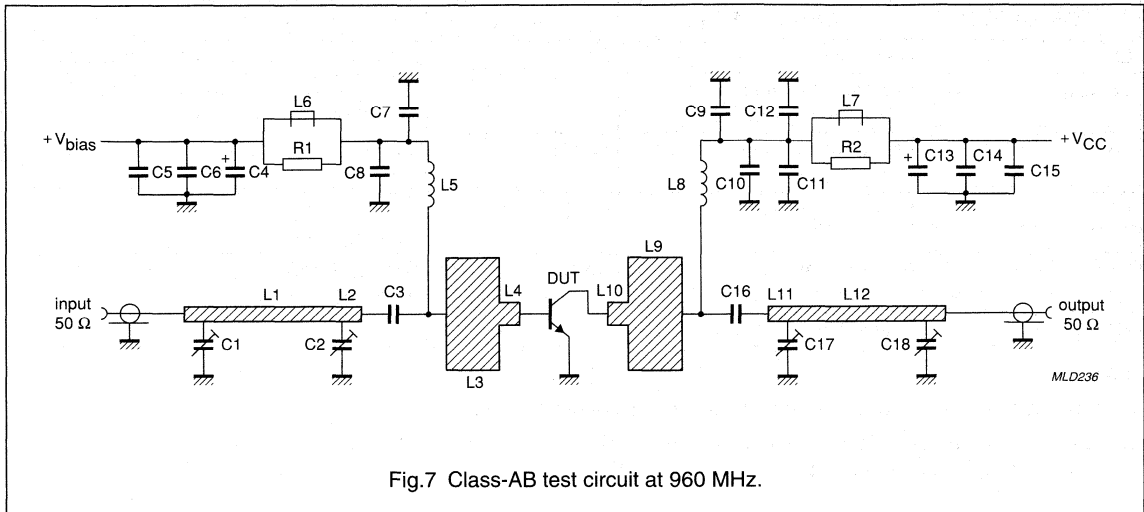 C7
L6
+ Vbias
R1
C5
C6
+
C4
C8
L5
C9
C12
L7
+ VCC
R2
+
C13
C14
C15
L8
C10
C11
input
50 Ω
L1
L2
C3
L4
DUT
L10
L9
C16
L11
L12
output
50 Ω
C1
C2
L3
C17
C18
MLD236
Fig.7 Class-AB test circuit at 960 MHz.